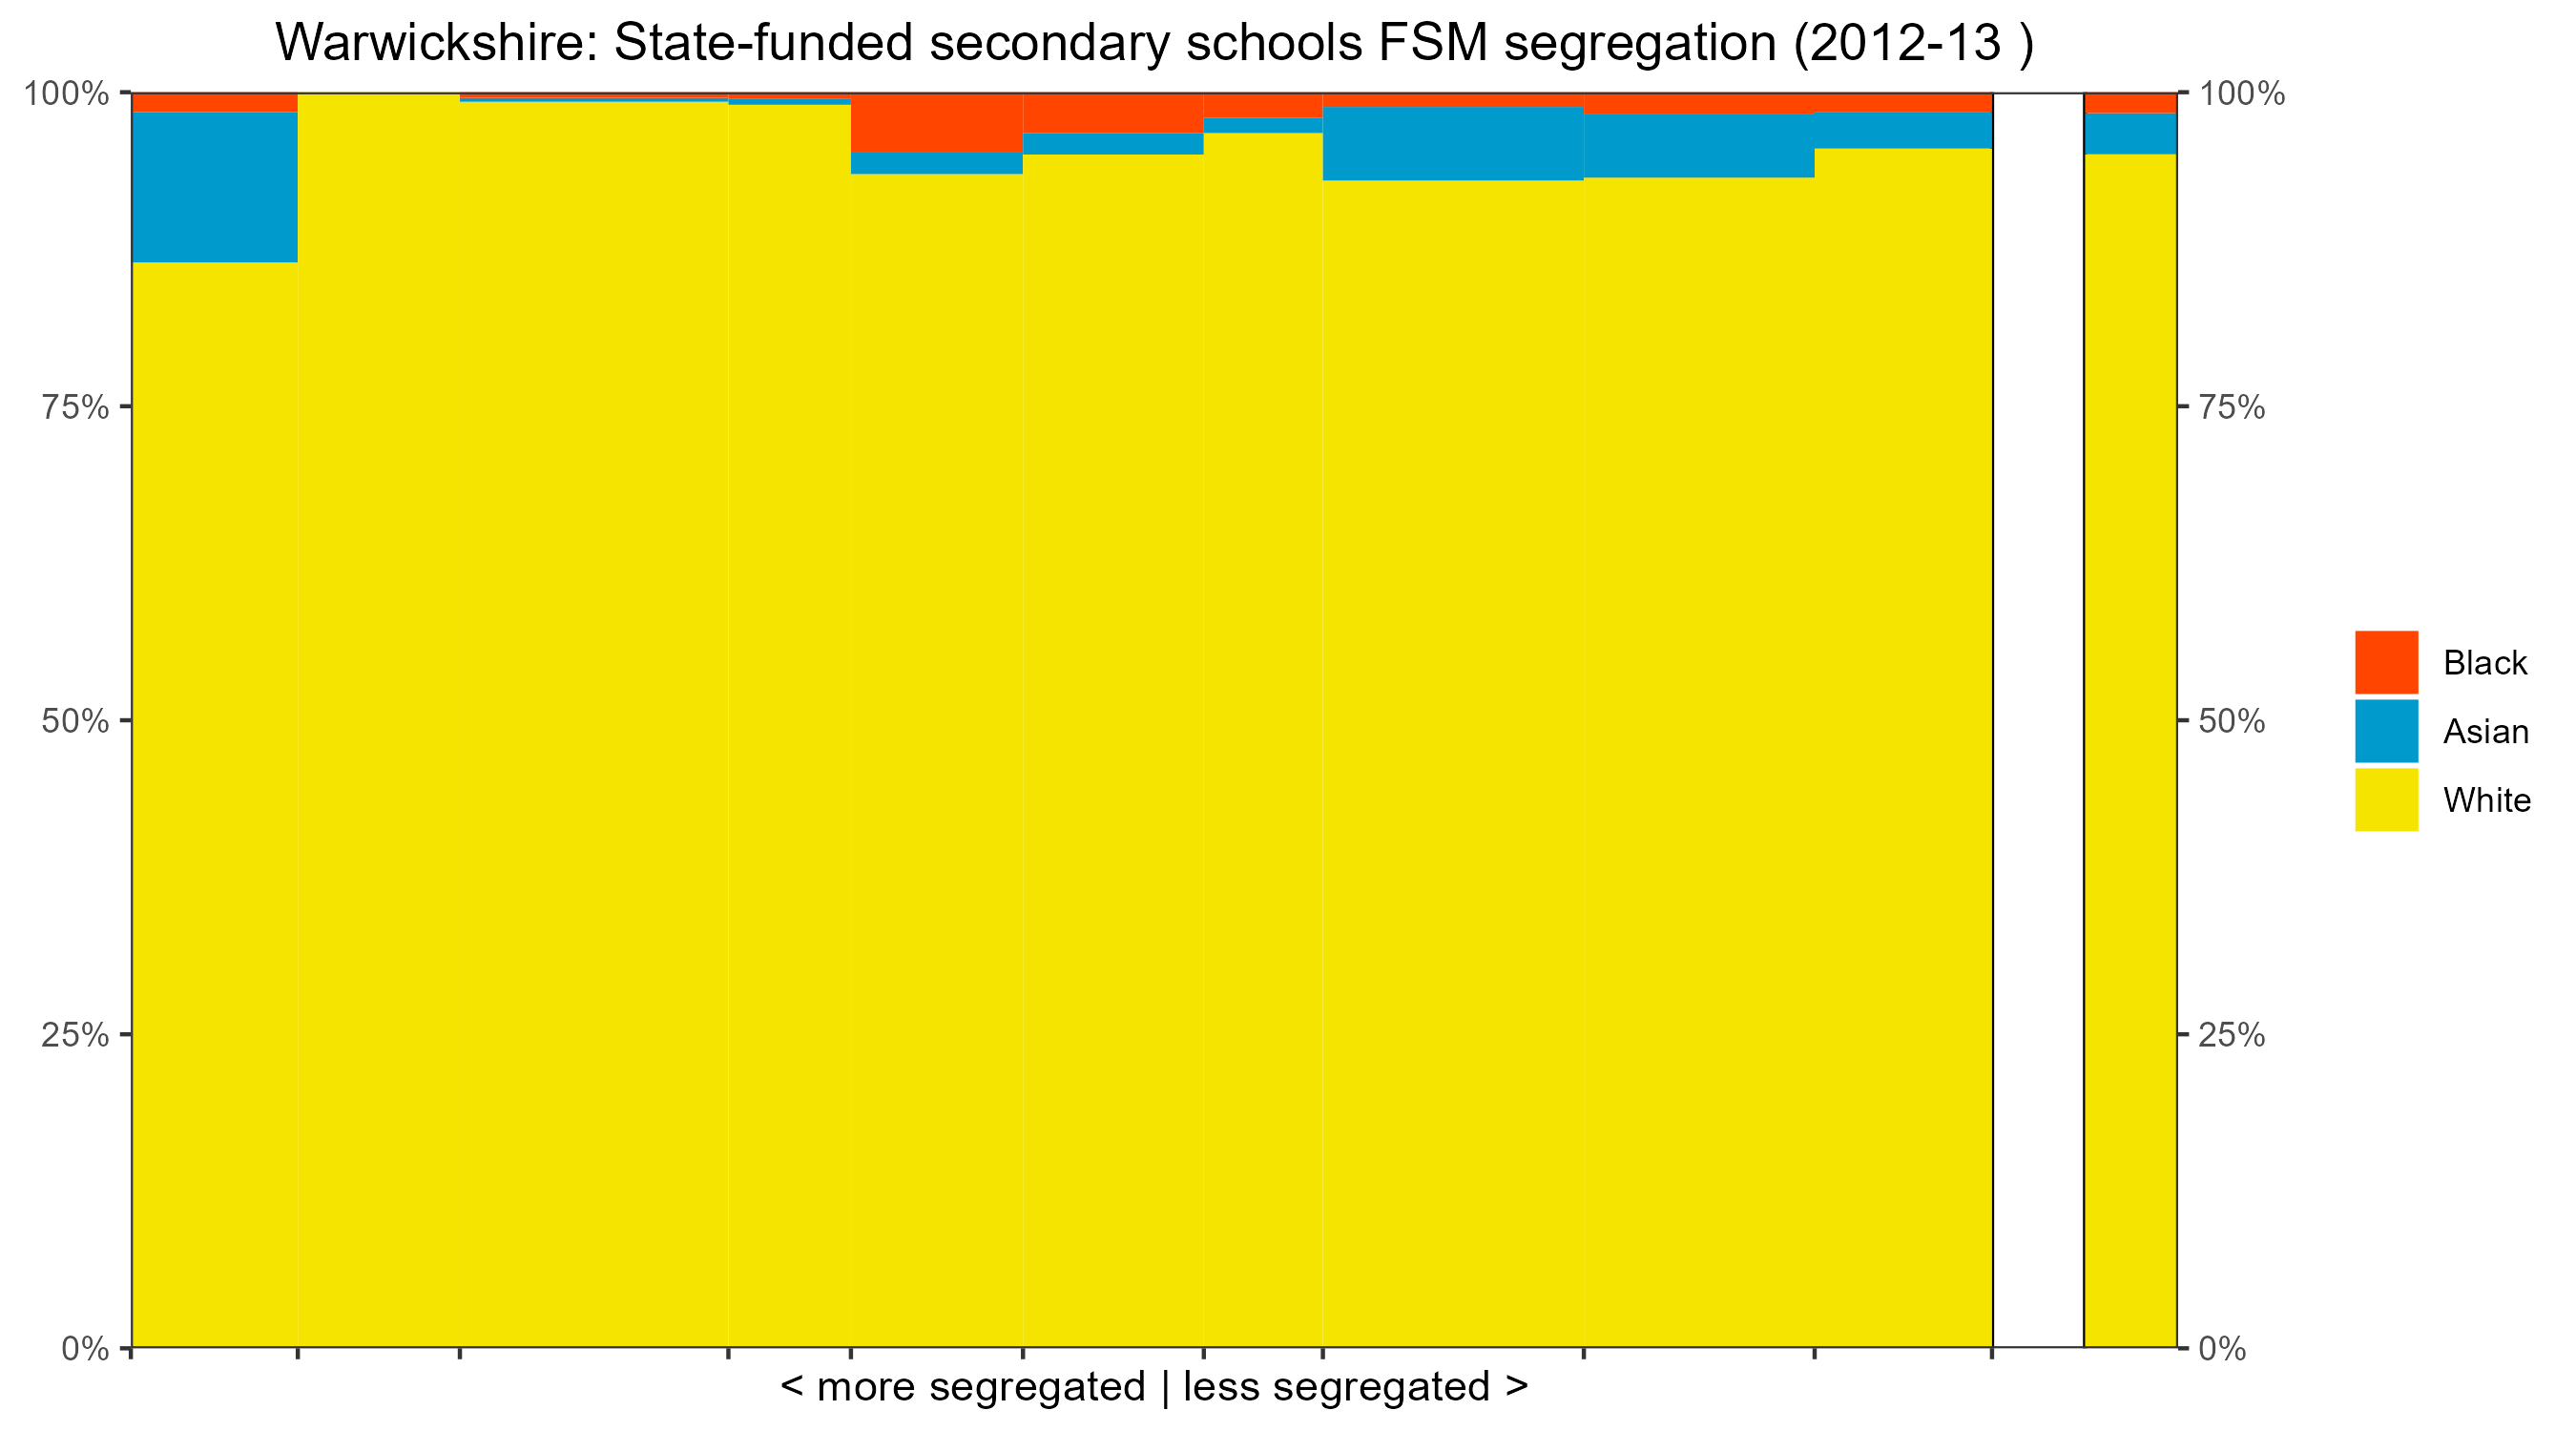 Warwickshire: State-funded secondary schools FSM segregation (2012-13 )
100%
100%
75%
75%
50%
50%
25%
25%
0%
0%
Black
Asian
White
< more segregated | less segregated >